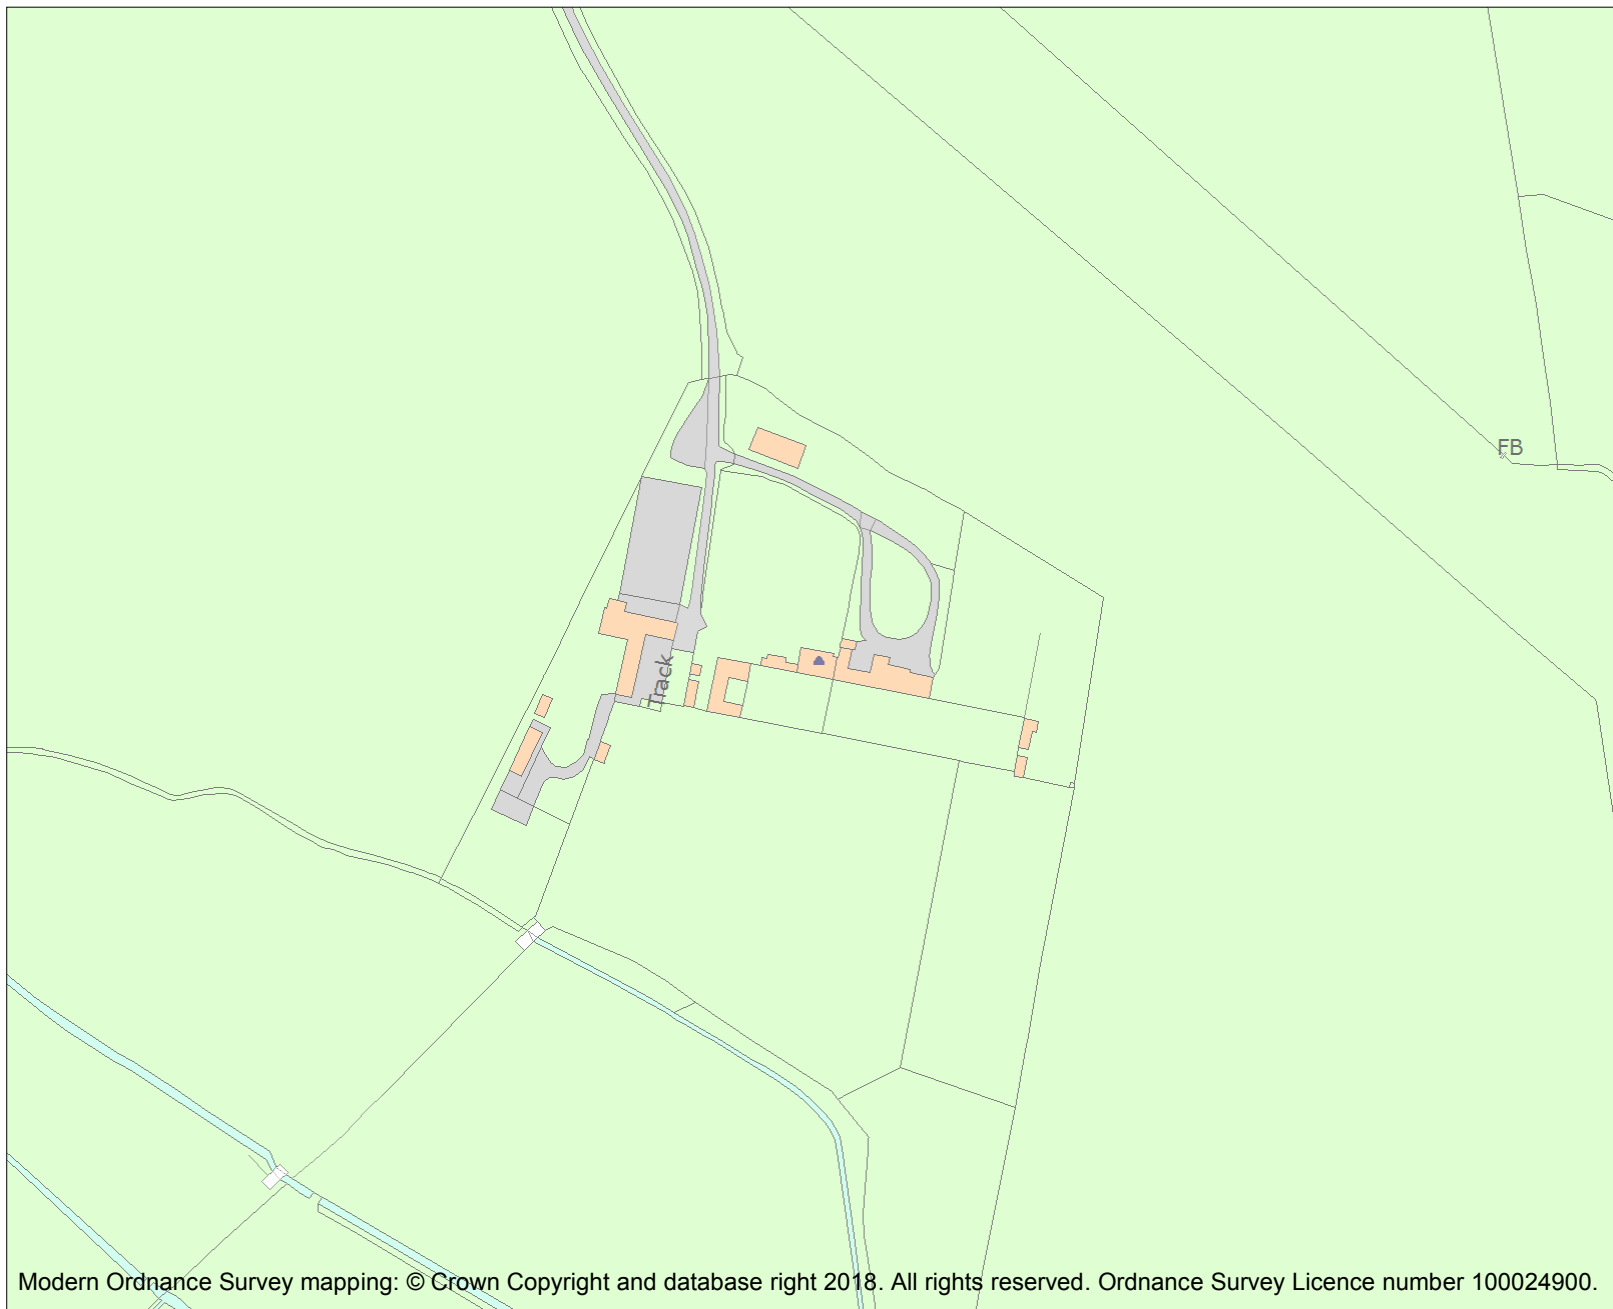 FB
Track
Modern Ordnance Survey mapping: © Crown Copyright and database right 2018. All rights reserved. Ordnance Survey Licence number 100024900.